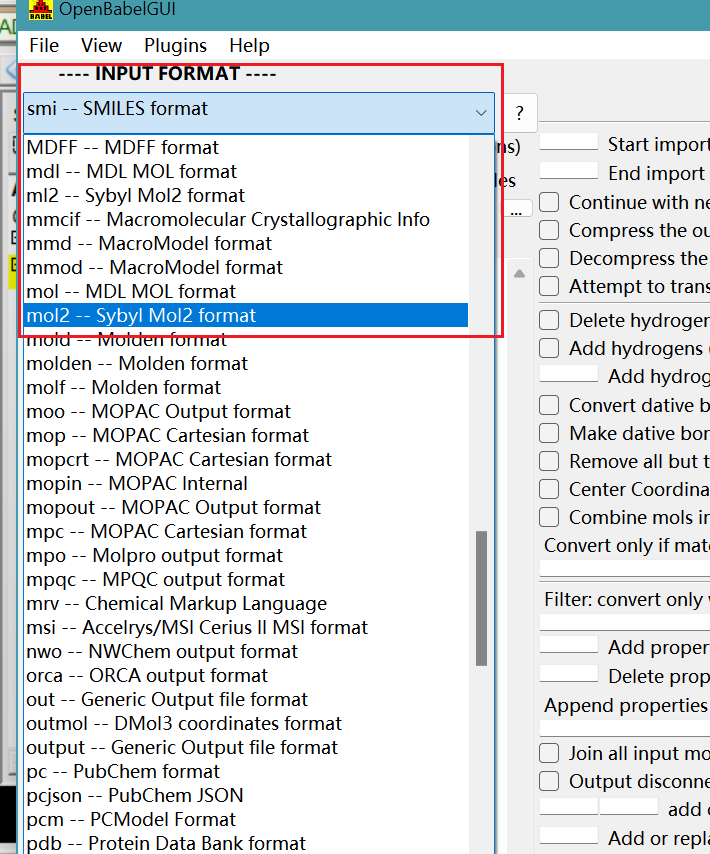 OpenBabelGUI
File View Plugins Help
---- INPUT FORMAT ----
smi -- SMILES format
?
MDFF -- MDFF format
mdl -- MDL MOL format
ml2 -- Sybyl Mol2 format
mmcif -- Macromolecular Crystallographic Info
mmd -- MacroModel format
mmod -- MacroModel format
mol -- MDL MOL format
mol2 -- Sybyl Mol2 format
mold -- Molden format
molden -- Molden format
molf -- Molden format
moo -- MOPAC Output format
mop -- MOPAC Cartesian format
mopcrt -- MOPAC Cartesian format
mopin -- MOPAC Internal
mopout -- MOPAC Output format
mpc -- MOPAC Cartesian format
mpo -- Molpro output format
mpqc -- MPQC output format
mrv -- Chemical Markup Language
msi -- Accelrys/MSI Cerius II MSI format
nwo -- NWChem output format
orca -- ORCA output format
out -- Generic Output file format
outmol -- DMol3 coordinates format
output -- Generic Output file format
pc -- PubChem format
pcjson -- PubChem JSON
pcm -- PCModel Format
pdb -- Protein Data Bank format
ns)
les
...
Start import
End import
Continue with ne
Compress the ou
Decompress the
Attempt to trans
Delete hydrogen
Add hydrogens (
Add hydrog
Convert dative b
Make dative bon
Remove all but t
Center Coordina
Combine mols in
Convert only if mat
Filter: convert only w
Add proper
Delete prop
Append properties
Join all input mo
Output disconne
add o
Add or repla